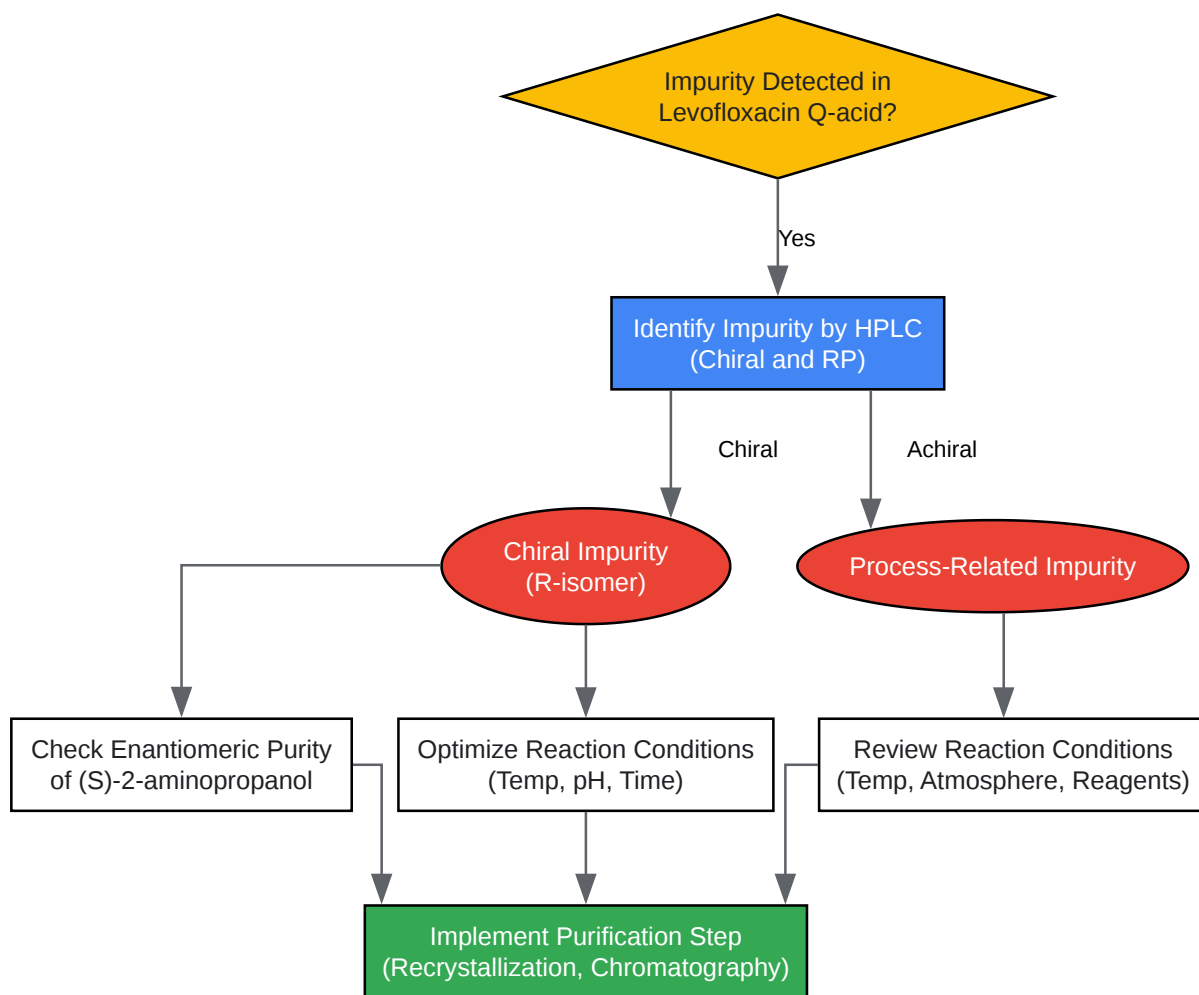 Impurity Detected in
Levofloxacin Q-acid?
Yes
Identify Impurity by HPLC
(Chiral and RP)
Chiral
Achiral
Chiral Impurity
(R-isomer)
Process-Related Impurity
Check Enantiomeric Purity
of (S)-2-aminopropanol
Optimize Reaction Conditions
(Temp, pH, Time)
Review Reaction Conditions
(Temp, Atmosphere, Reagents)
Implement Purification Step
(Recrystallization, Chromatography)